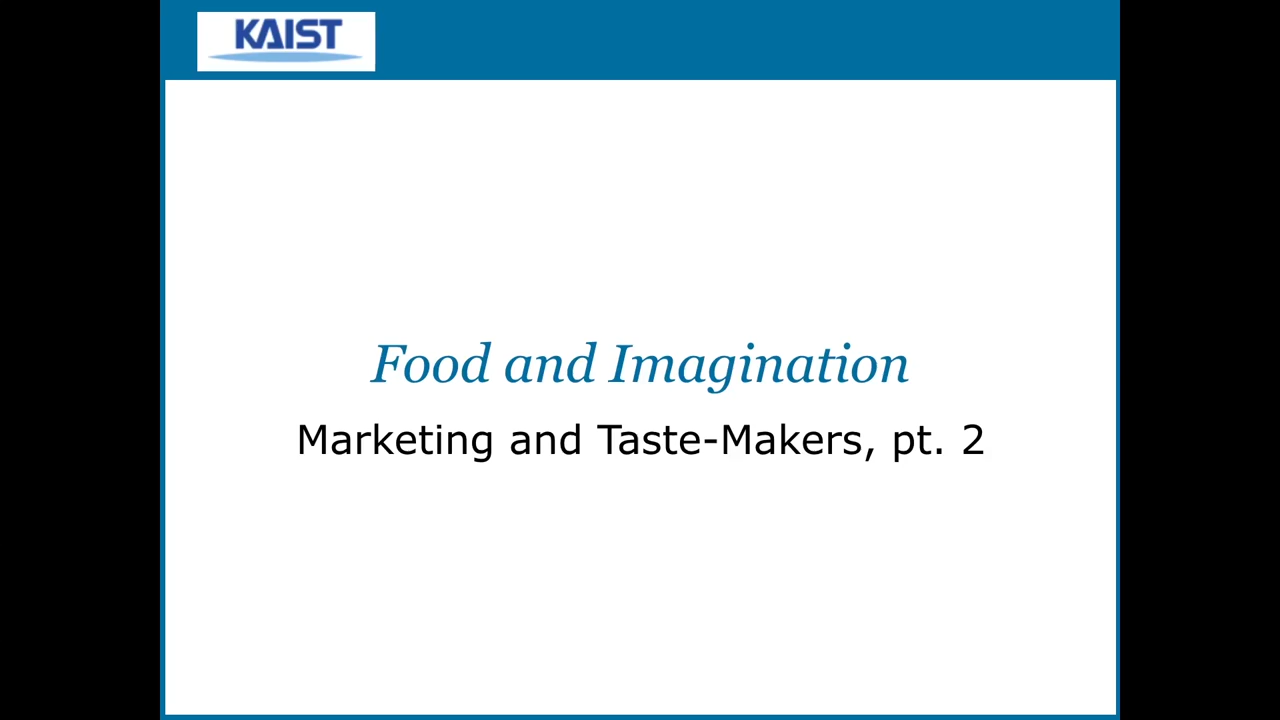 KAIST
Food and Imagination
Marketing and Taste-Makers, pt. 2